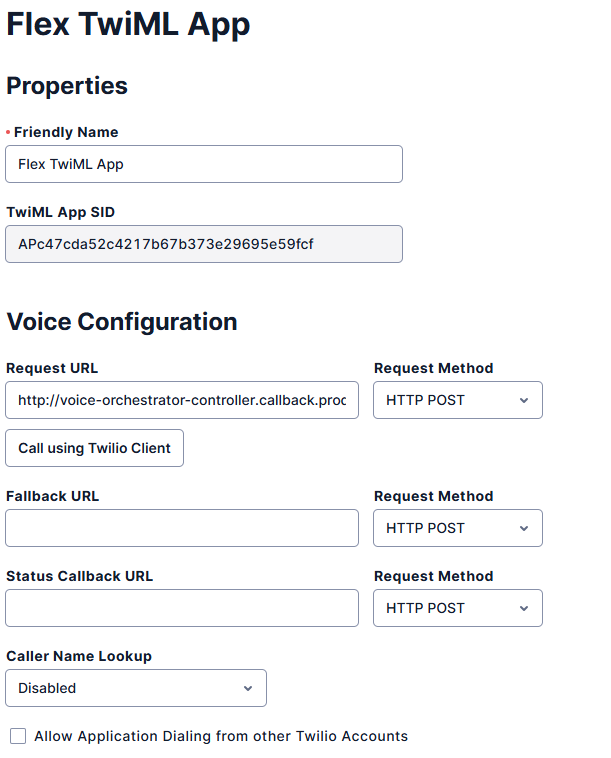 Flex TwiML App
Properties
Friendly Name
Flex TwiML App
TwiML App SID
APc47cda52c4217b67b373e29695e59fcf
Voice Configuration
Request URL
Request Method
http://voice-orchestrator-controller.callback.proc
HTTP POST
Call using Twilio Client
Fallback URL
Request Method
HTTP POST
Status Callback URL
Request Method
HTTP POST
Caller Name Lookup
Disabled
Allow Application Dialing from other Twilio Accounts